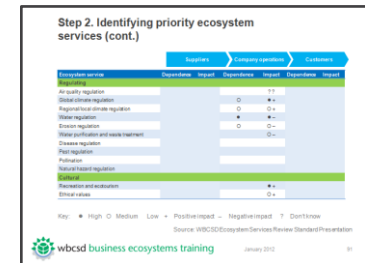 Step 2. Identifying priority ecosystem
services (cont.)
Suppliers Company operations Customers
Ecosystem service Dependence Impact Dependence Impact Dependence Impact
Regulating
Air quality regulation ??
Global climate regulation O ● +
Regional/local climate regulation O O +
Water regulation ● ● –
Erosion regulation O O –
Water purification and waste treatment O –
Disease regulation
Pest regulation
Pollination
Natural hazard regulation
Cultural
Recreation and ecotourism ● +
Ethical values O +
Key: ● High O Medium Low + Positive impact – Negative impact ? Don't know
Source: WBCSD Ecosystem Services Review Standard Presentation
wbcsd business ecosystems training January 2012